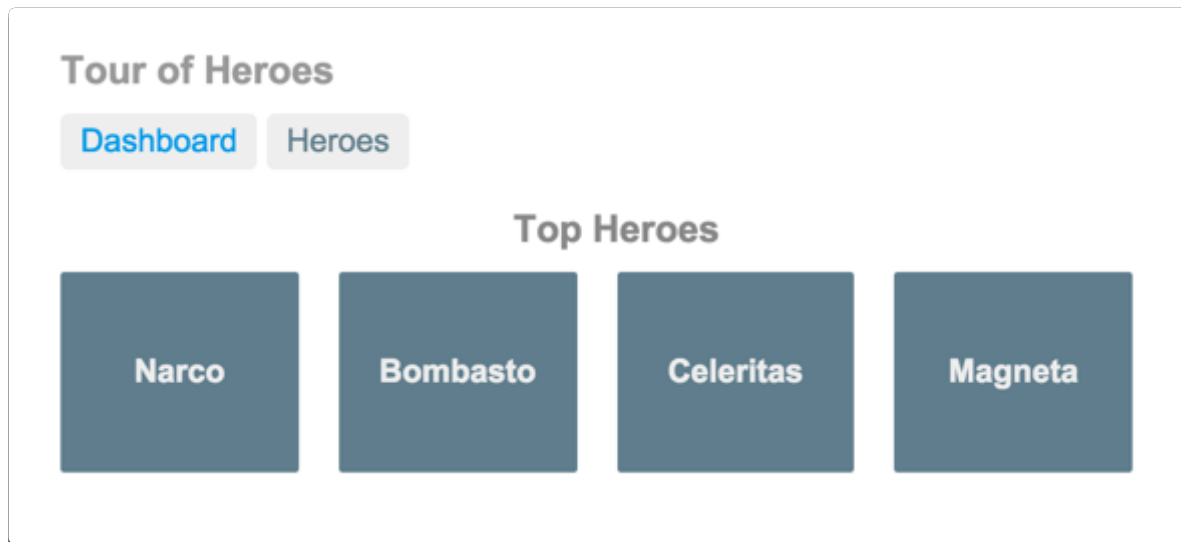 Tour of Heroes
Dashboard Heroes
Top Heroes
Narco Bombasto Celeritas Magneta